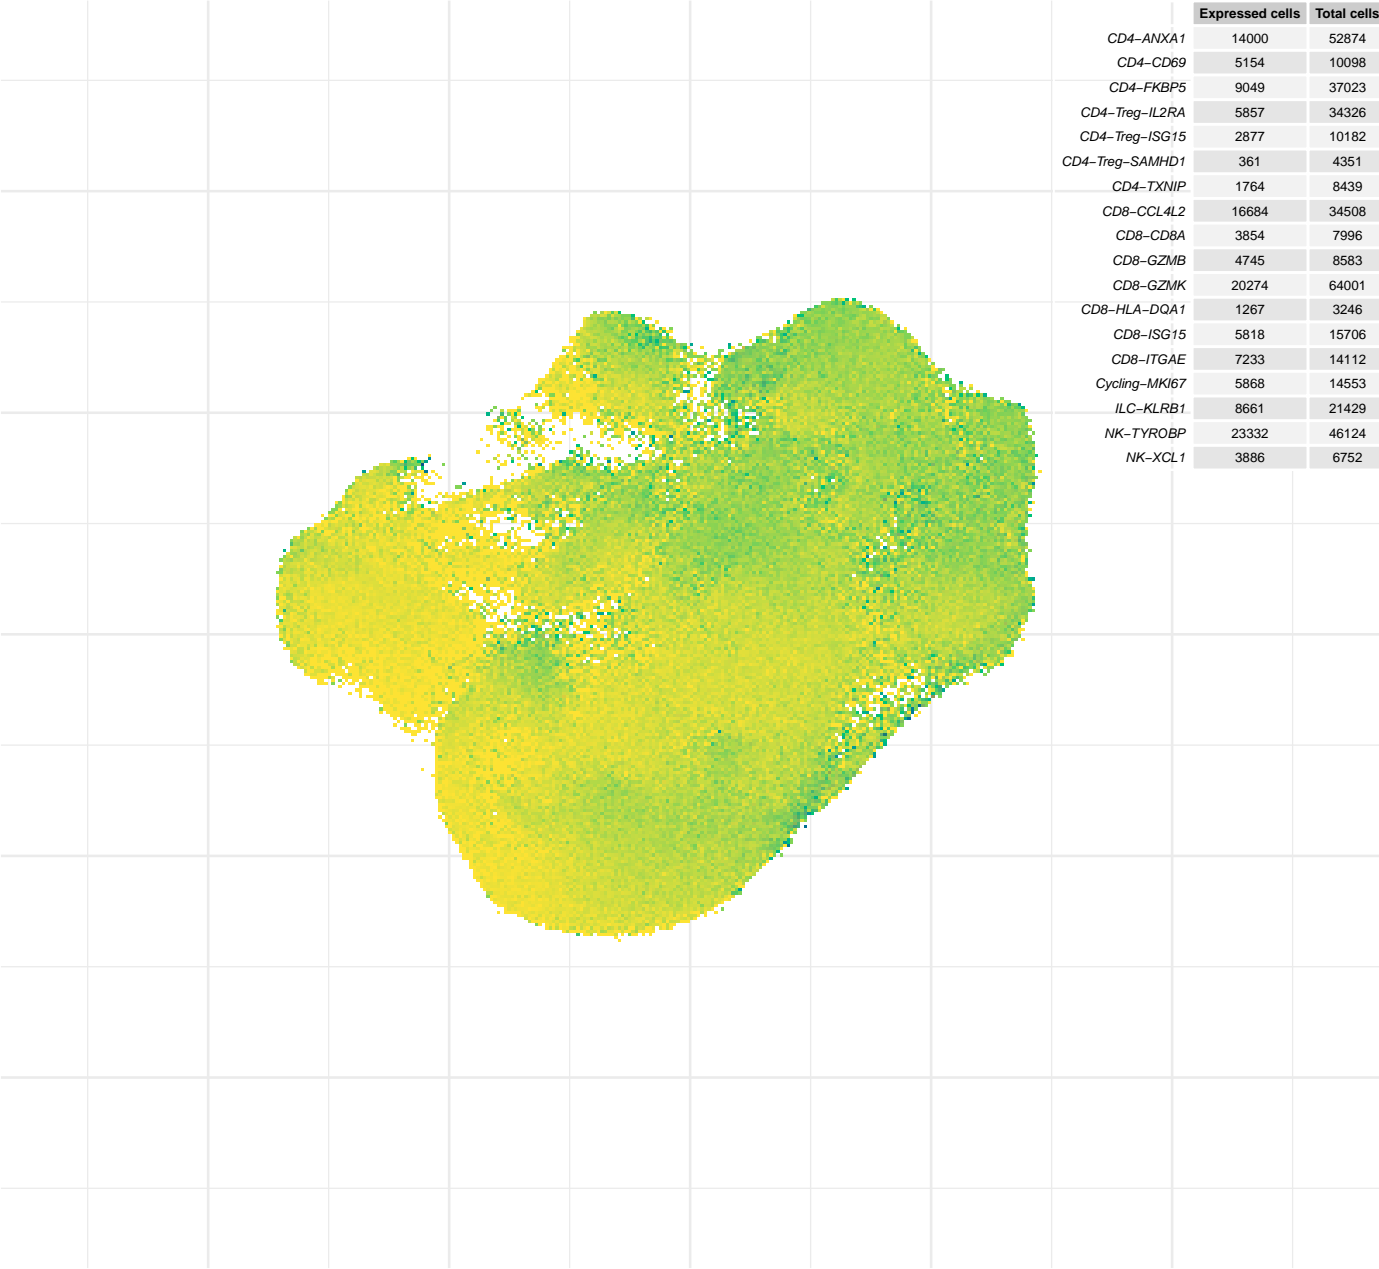 Expressed cells Total cells
CD4−ANXA1 14000 52874
CD4−CD69 5154 10098
CD4−FKBP5 9049 37023
CD4−Treg−IL2RA 5857 34326
CD4−Treg−ISG15 2877 10182
CD4−Treg−SAMHD1 361 4351
CD4−TXNIP 1764 8439
CD8−CCL4L2 16684 34508
CD8−CD8A 3854 7996
CD8−GZMB 4745 8583
CD8−GZMK 20274 64001
CD8−HLA−DQA1 1267 3246
CD8−ISG15 5818 15706
CD8−ITGAE 7233 14112
Cycling−MKI67 5868 14553
ILC−KLRB1 8661 21429
NK−TYROBP 23332 46124
NK−XCL1 3886 6752